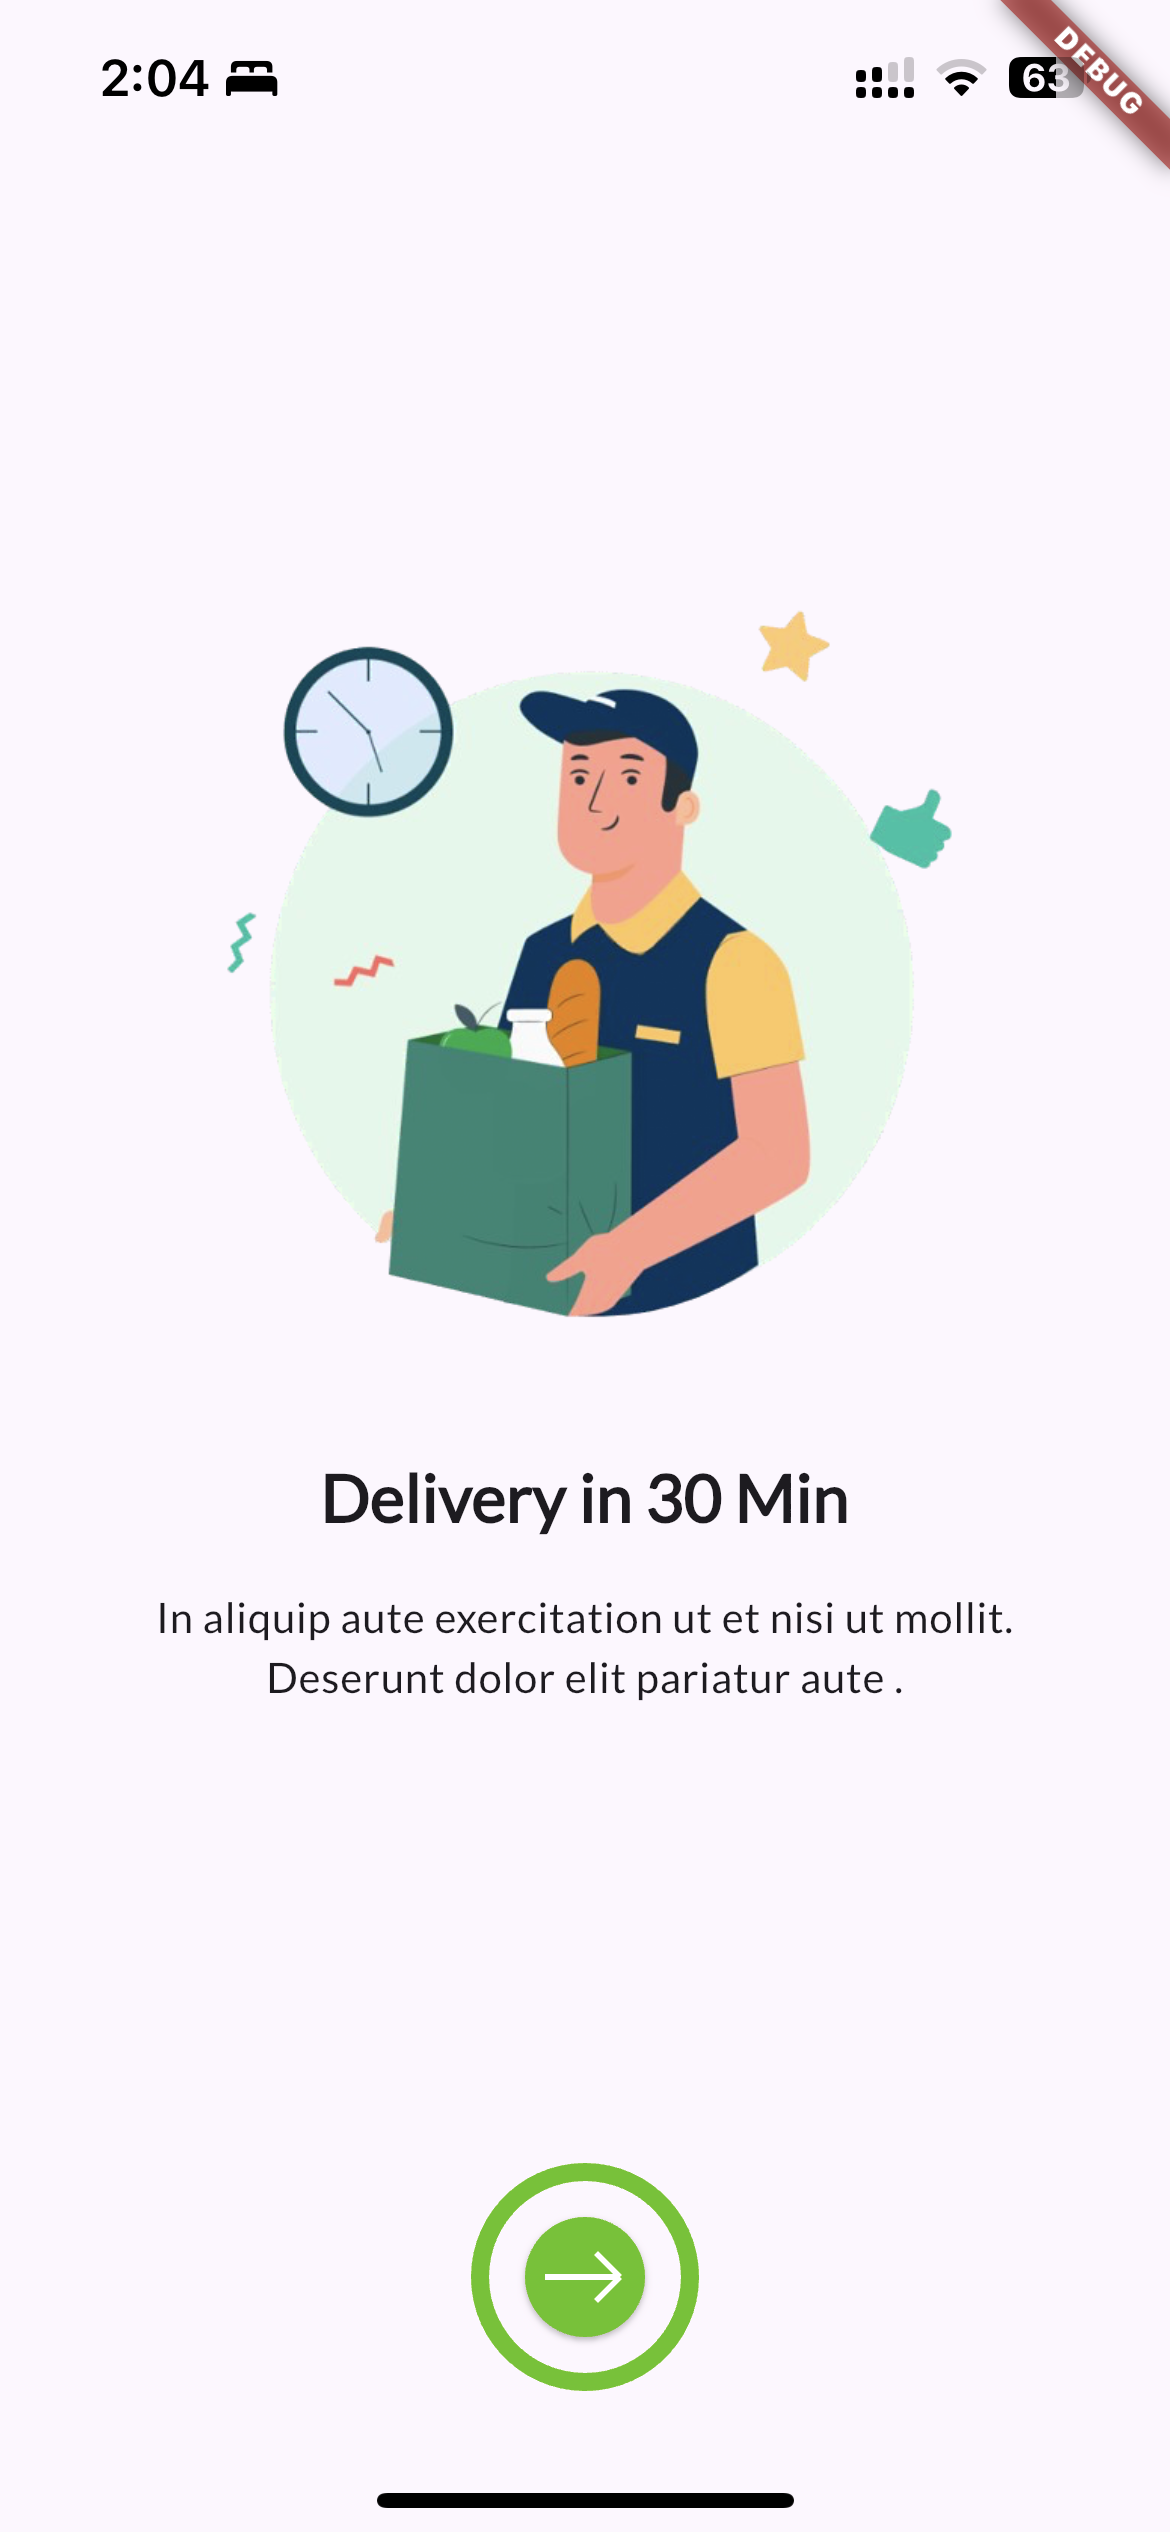 2:04
63
DEBUG
Delivery in 30 Min
In aliquip aute exercitation ut et nisi ut mollit.
Deserunt dolor elit pariatur aute .